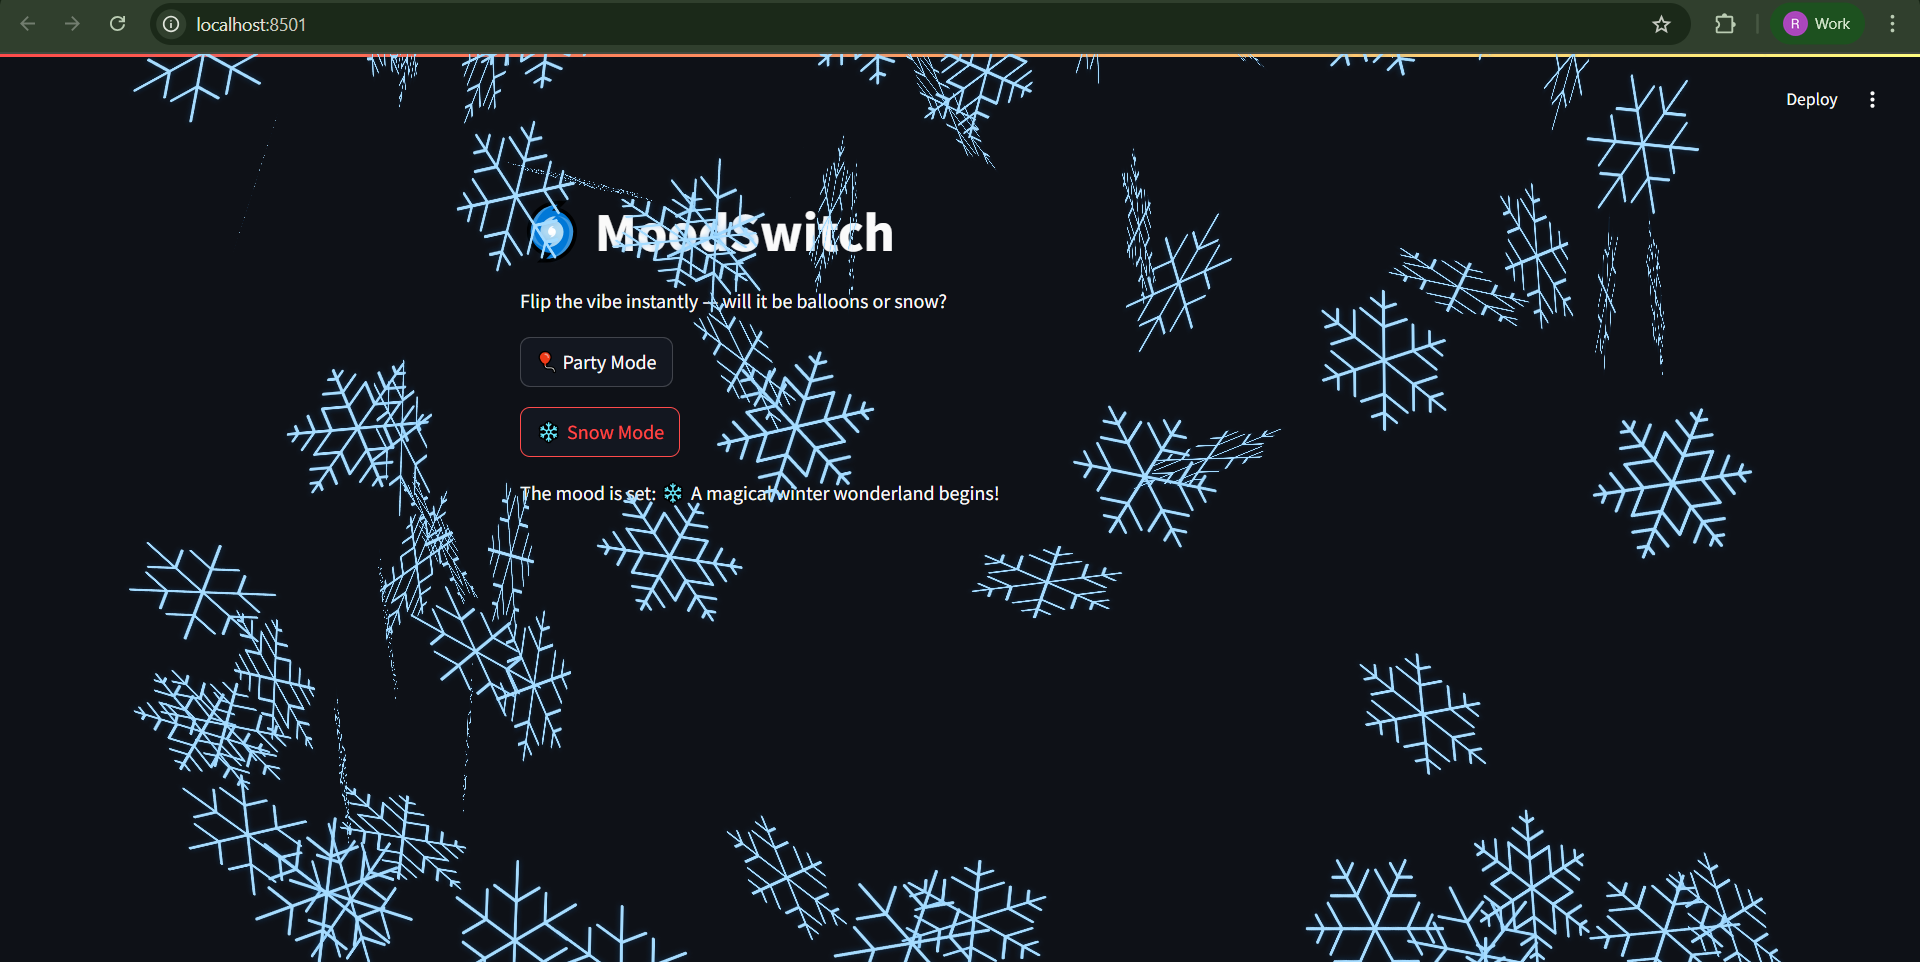 localhost:8501
R Work
Deploy
MoodSwitch
Flip the vibe instantly — will it be balloons or snow?
🎈 Party Mode
❄️ Snow Mode
The mood is set: ❄️ A magical winter wonderland begins!